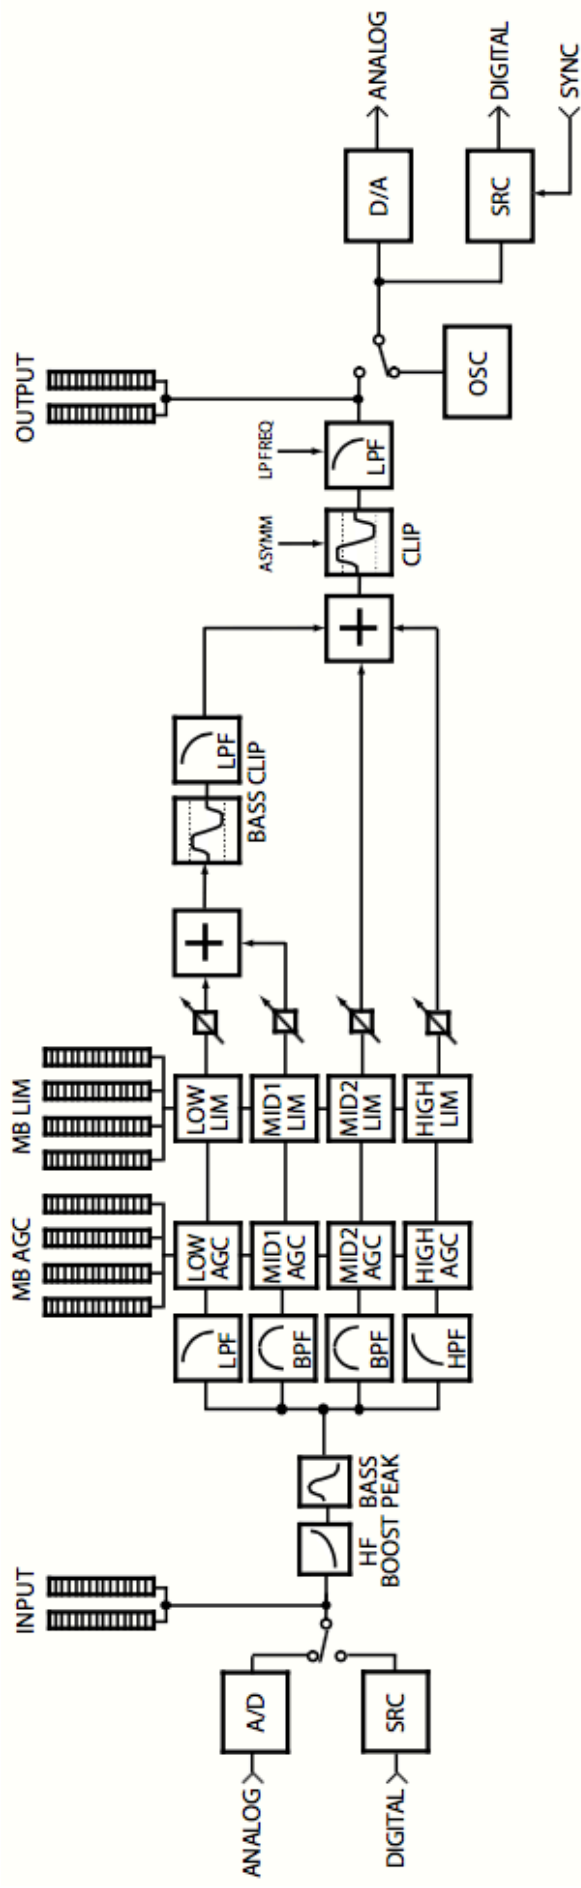 INPUT
ANALOG
A/D
DIGITAL
SRC
HF
BOOST
BASS
PEAK
LPF
BPF
BPF
HPF
MB AGC
LOW
AGC
MID1
AGC
MID2
AGC
HIGH
AGC
MB LIM
LOW
LIM
MID1
LIM
MID2
LIM
HIGH
LIM
LPF
BASS CLIP
ASYMM
CLIP
LP FREQ
LPF
OUTPUT
OSC
D/A
ANALOG
SRC
DIGITAL
SYNC